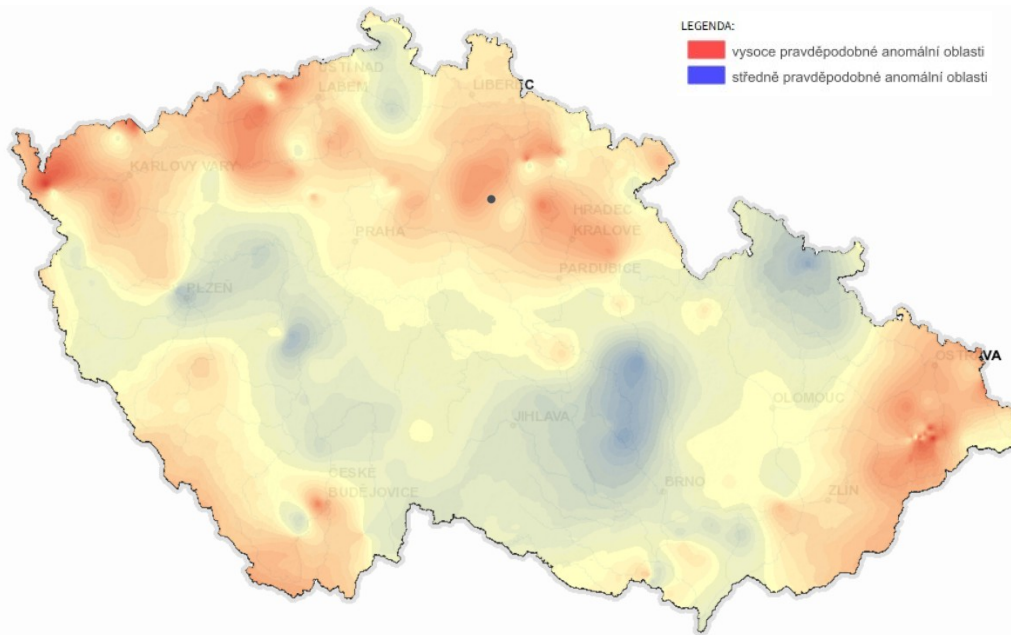 LEGENDA:
vysoce pravděpodobné anomální oblasti
středně pravděpodobné anomální oblasti
ÚSTÍ NAD
LABEM
LIBEREC
KARLOVY VARY
HRADEC
KRÁLOVÉ
PRAHA
PARDUBICE
PLZEŇ
OSTRAVA
OLOMOUC
JIHLAVA
ČESKÉ
BUDĚJOVICE
BRNO
ZLÍN